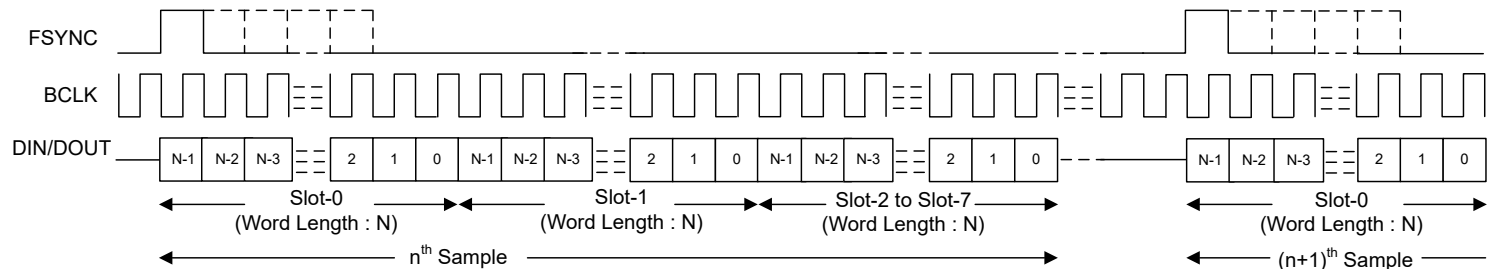 FSYNC
BCLK
DIN/DOUT
N-1 N-2 N-3 2 1 0 N-1 N-2 N-3 2 1 0 N-1 N-2 N-3 2 1 0 N-1 N-2 N-3 2 1 0
Slot-0 Slot-1 Slot-2 to Slot-7 Slot-0
(Word Length : N) (Word Length : N) (Word Length : N) (Word Length : N)
nth Sample (n+1)th Sample